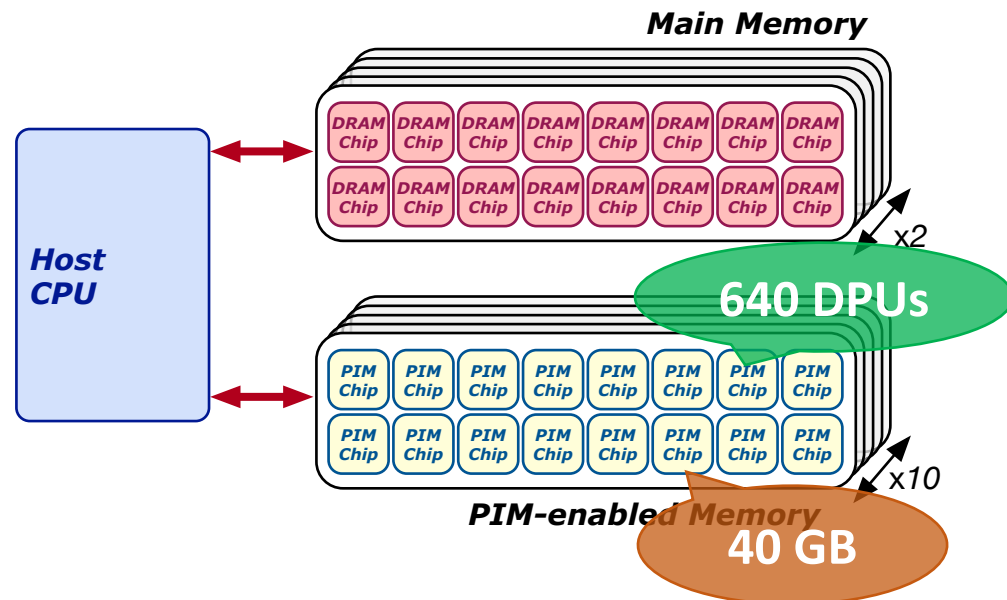 Main Memory
DRAM DRAM DRAM DRAM DRAM DRAM DRAM DRAM
Chip Chip Chip Chip Chip Chip Chip Chip
DRAM DRAM DRAM DRAM DRAM DRAM DRAM DRAM
Chip Chip Chip Chip Chip Chip Chip Chip
x2
Host
CPU
640 DPUs
PIM PIM PIM PIM PIM PIM PIM PIM
Chip Chip Chip Chip Chip Chip Chip Chip
PIM PIM PIM PIM PIM PIM PIM PIM
Chip Chip Chip Chip Chip Chip Chip Chip
x10
PIM-enabled Memory
40 GB